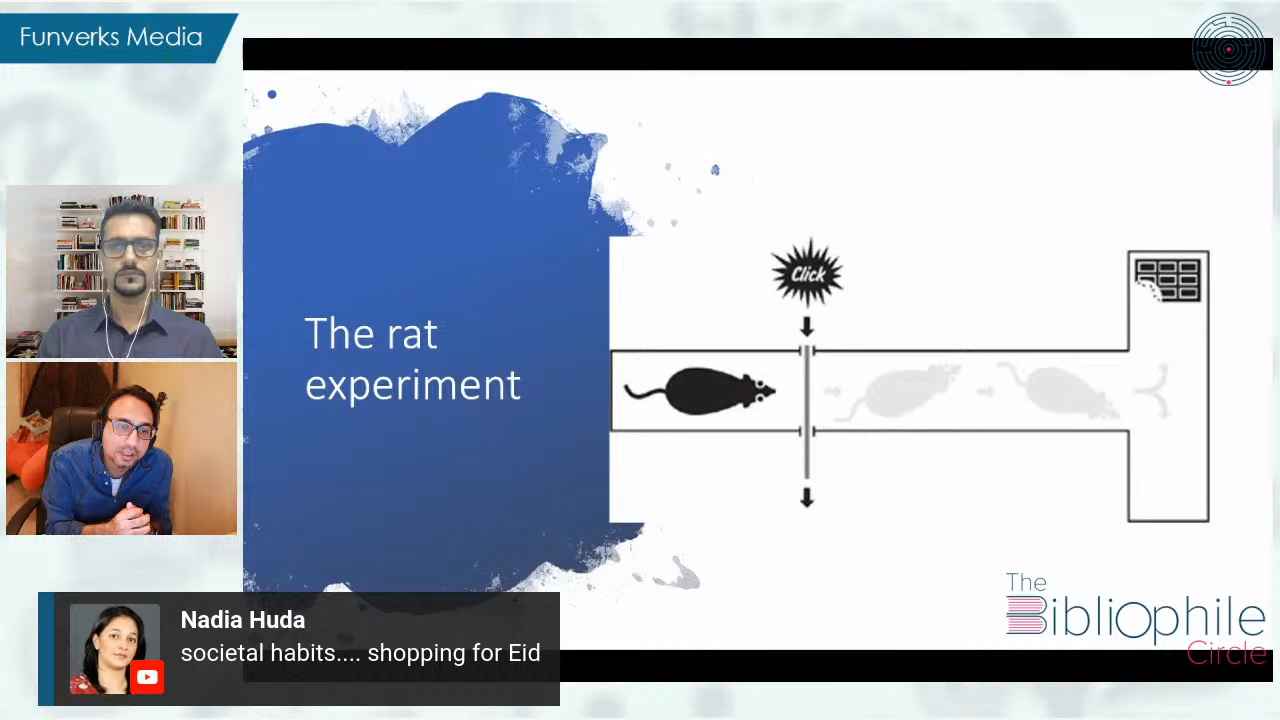 Funverks Media
The rat
experiment
Click
Nadia Huda
societal habits.... shopping for Eid
The
Bibliophile
Circle